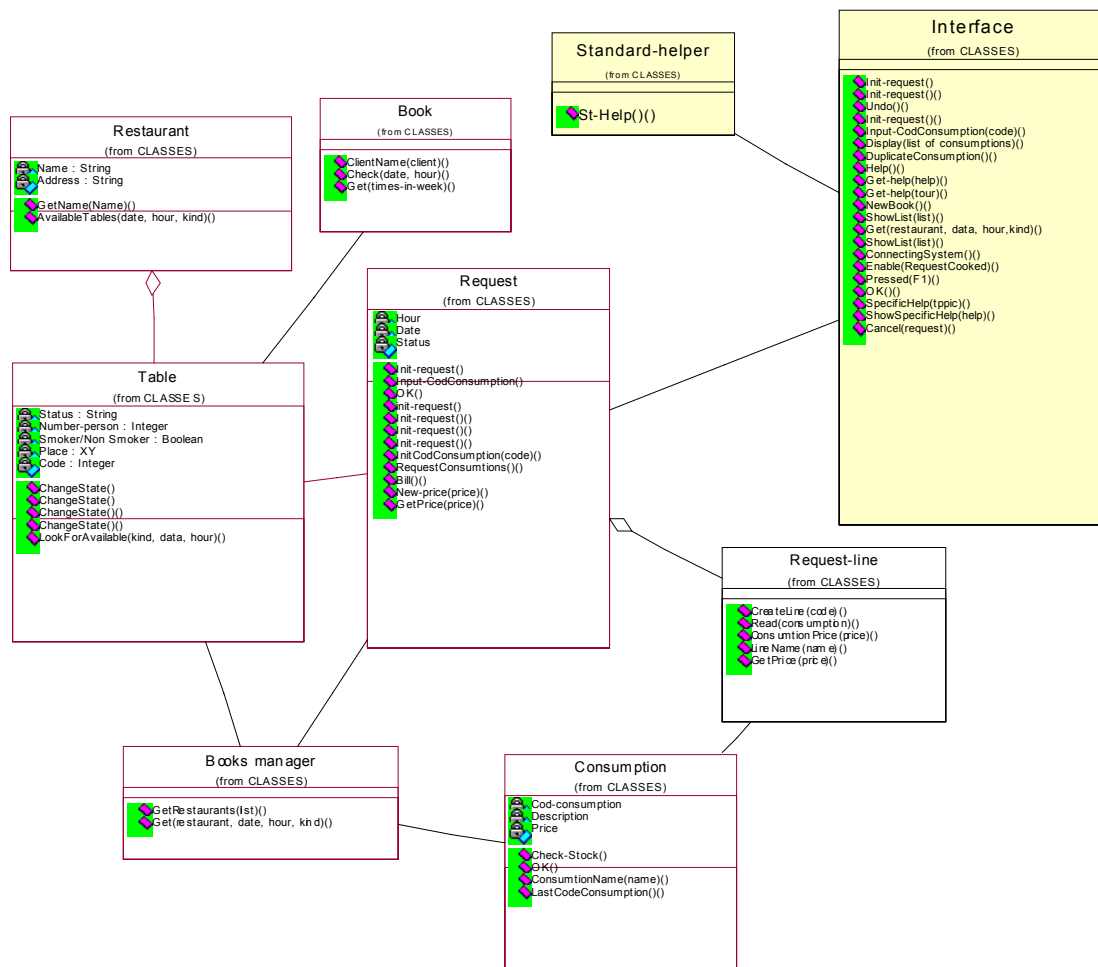 Interface
(from CLASSES)
Init-request()
Init-request()()
Undo()()
Init-request()()
Input-CodConsumption(code)
Display(list of consumptions)()
DuplicateConsumption()()
Help()()
Get-help(help)()
Get-help(tour)()
NewBook()()
ShowList(list)()
Get(restaurant, data, hour,kind)()
ShowList(list)()
ConnectingSystem()()
Enable(RequestCooked)
Pressed(F1)()
OK()()
SpecificHelp(tppic)()
ShowSpecificHelp(help)()
Cancel(request)()
Standard-helper
(from CLASSES)
St-Help()()
Book
(from CLASSES)
ClientName(client)()
Check(date, hour)()
Get(times-in-week)()
Restaurant
(from CLASSES)
Name : String
Address : String
GetName(Name)()
AvailableTables(date, hour, kind)()
Request
(from CLASSES)
Hour
Date
Status
Init-request()
Input-CodConsumption()
OK()
init-request()
Init-request()()
Init-request()()
Init-request()()
InitCodConsumption(code)()
RequestConsumtions()()
Bill()()
New-price(price)()
GetPrice(price)()
Table
(from CLASSES)
Status : String
Number-person : Integer
Smoker/Non Smoker : Boolean
Place : XY
Code : Integer
ChangeState()
ChangeState()
ChangeState()()
ChangeState()()
LookForAvailable(kind, data, hour)()
Request-line
(from CLASSES)
CreateLine(code)()
Read(consumption)()
ConsumtionPrice(price)()
LineName(name)()
GetPrice(price)()
Books manager
(from CLASSES)
GetRestaurants(list)()
Get(restaurant, date, hour, kind)()
Consumption
(from CLASSES)
Cod-consumption
Description
Price
Check-Stock()
OK()
ConsumtionName(name)()
LastCodeConsumption()()